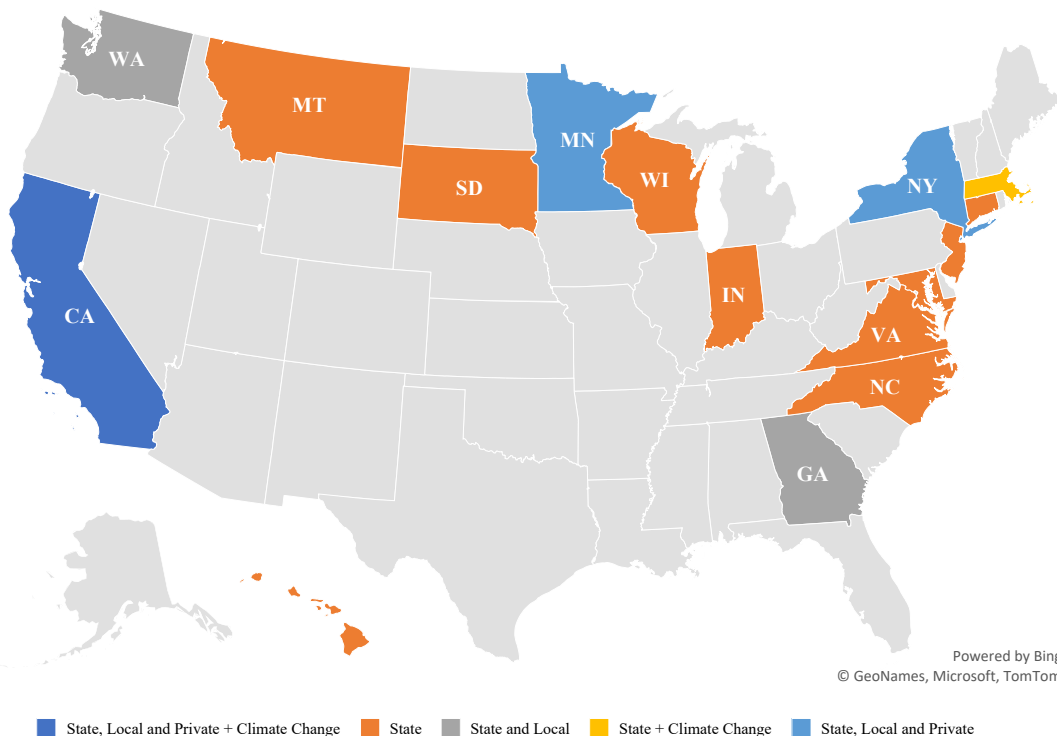 WA
MT
MN
WI
SD
NY
CA
IN
VA
NC
GA
Powered by Bing
© GeoNames, Microsoft, TomTom
State, Local and Private + Climate Change State State and Local State + Climate Change State, Local and Private